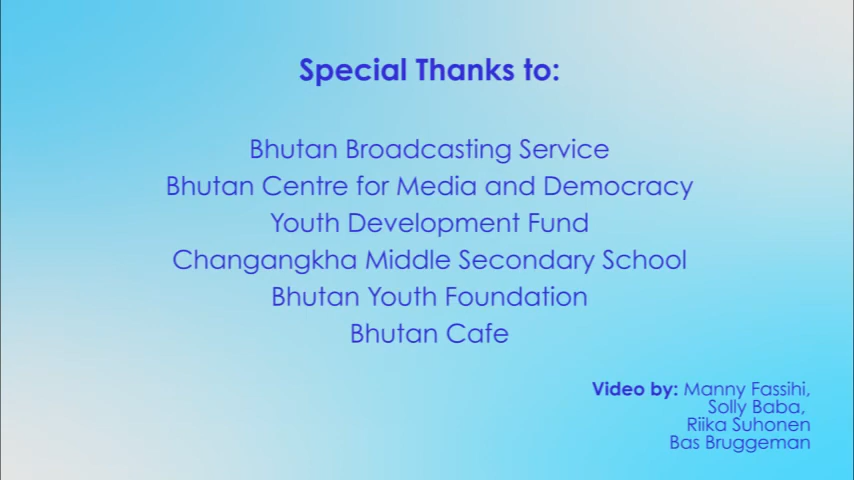 Special Thanks to:
Bhutan Broadcasting Service
Bhutan Centre for Media and Democracy
Youth Development Fund
Changangkha Middle Secondary School
Bhutan Youth Foundation
Bhutan Cafe
Video by: Manny Fassihi,
Solly Baba,
Riika Suhonen
Bas Bruggeman